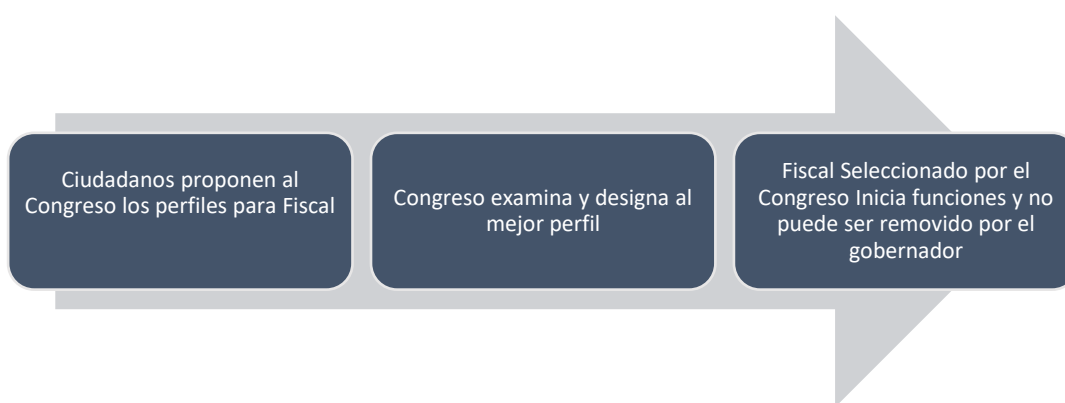 Ciudadanos proponen al
Congreso los perfiles para Fiscal
Congreso examina y designa al
mejor perfil
Fiscal Seleccionado por el
Congreso Inicia funciones y no
puede ser removido por el
gobernador